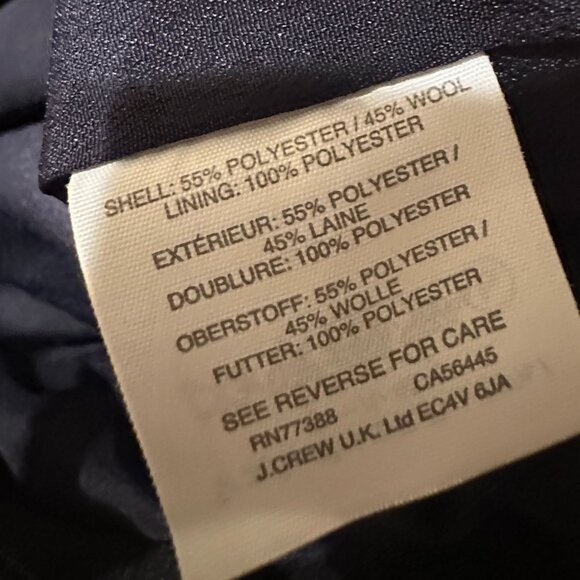 SHELL: 55% POLYESTER / 45% WOOL
LINING: 100% POLYESTER
EXTÉRIEUR: 55% POLYESTER /
45% LAINE
DOUBLURE: 100% POLYESTER
OBERSTOFF: 55% POLYESTER /
45% WOLLE
FUTTER: 100% POLYESTER
SEE REVERSE FOR CARE
RN77388 CA56445
J.CREW U.K. Ltd EC4V 6JA